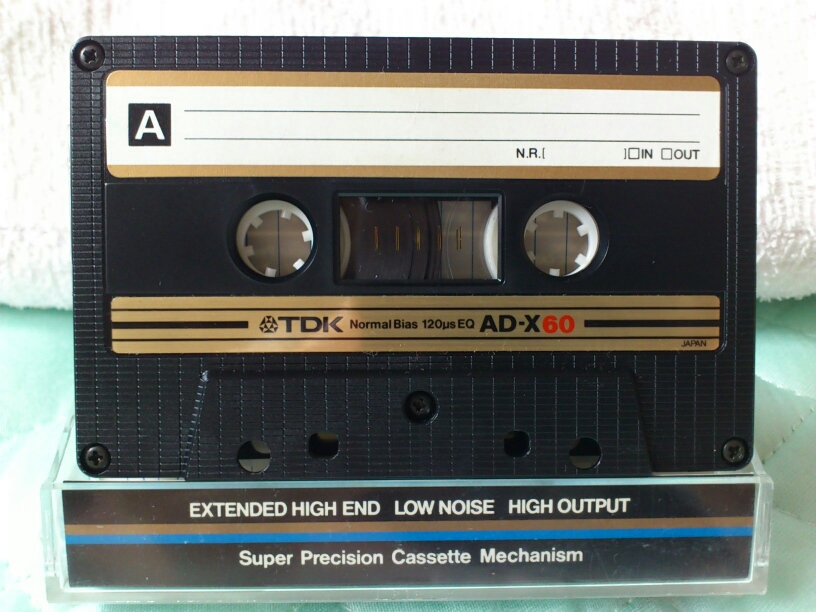 A
N.R.[ ]☐IN ☐OUT
TDK Normal Bias 120µs EQ AD-X60
JAPAN
EXTENDED HIGH END LOW NOISE HIGH OUTPUT
Super Precision Cassette Mechanism